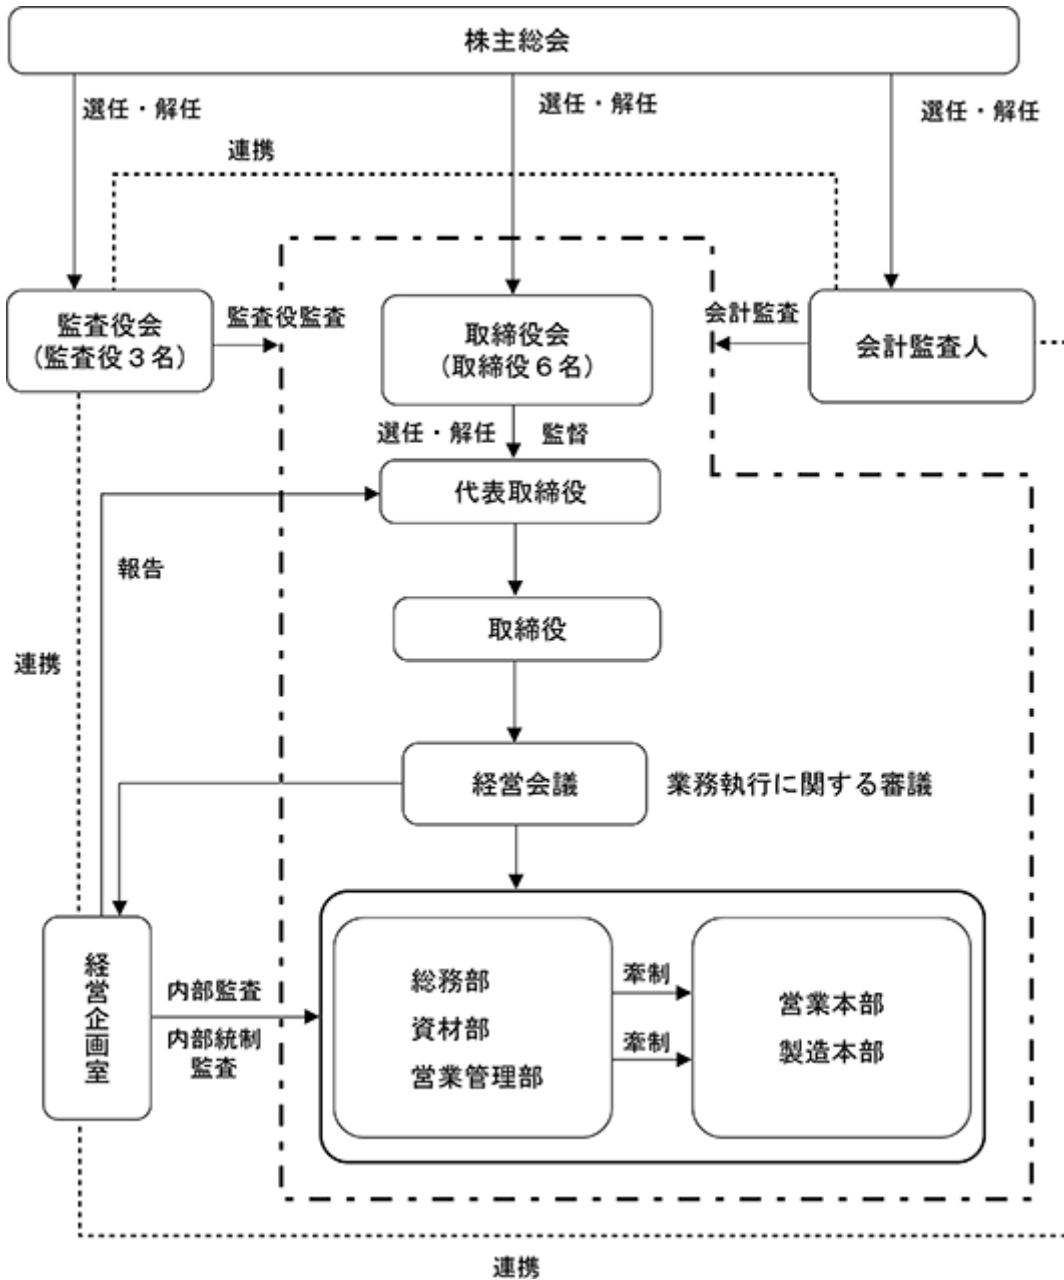 株主総会
選任・解任
選任・解任
選任・解任
連携
監査役会
（監査役３名）
監査役監査
取締役会
（取締役６名）
会計監査
会計監査人
選任・解任
監督
代表取締役
報告
取締役
連携
経営会議
業務執行に関する審議
経営企画室
内部監査
内部統制
監査
総務部
資材部
営業管理部
牽制
牽制
営業本部
製造本部
連携